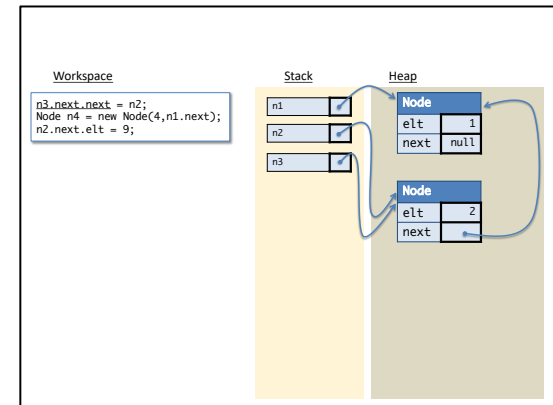 Workspace
Stack
Heap
n3.next.next = n2;
Node n4 = new Node(4,n1.next);
n2.next.elt = 9;
n1
n2
n3
Node
elt 1
next null
Node
elt 2
next